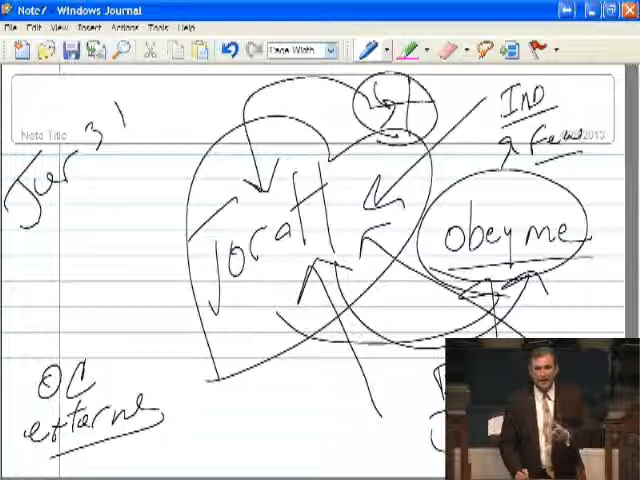 Note7 - Windows Journal
File Edit View Insert Actions Tools Help
Page Width
Note Title
Jer 31
IND
a Few
Torah
obey me
OC
external